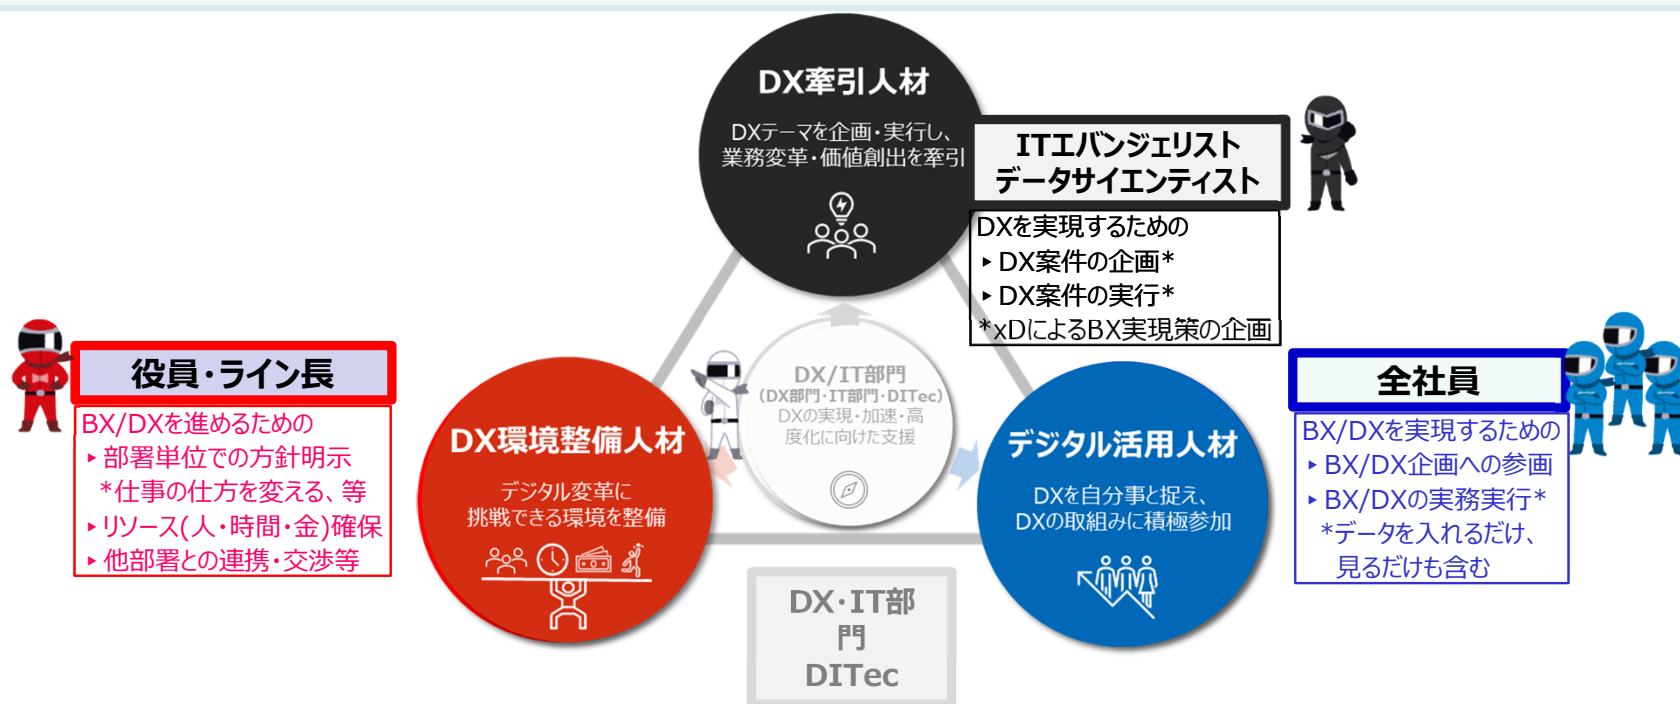 DX牽引人材
DXテーマを企画・実行し、
業務変革・価値創出を牽引
ITエバンジェリスト
データサイエンティスト
DXを実現するための
▸ DX案件の企画*
▸ DX案件の実行*
*xDによるBX実現策の企画
役員・ライン長
BX/DXを進めるための
▸ 部署単位での方針明示
*仕事の仕方を変える、等
▸ リソース(人・時間・金)確保
▸ 他部署との連携・交渉等
DX環境整備人材
デジタル変革に
挑戦できる環境を整備
DX/IT部門
(DX部門・IT部門・DITec)
DXの実現・加速・高
度化に向けた支援
デジタル活用人材
DXを自分事と捉え、
DXの取組みに積極参加
全社員
BX/DXを実現するための
▸ BX/DX企画への参画
▸ BX/DXの実務実行*
*データを入れるだけ、
見るだけも含む
DX・IT部
門
DITec